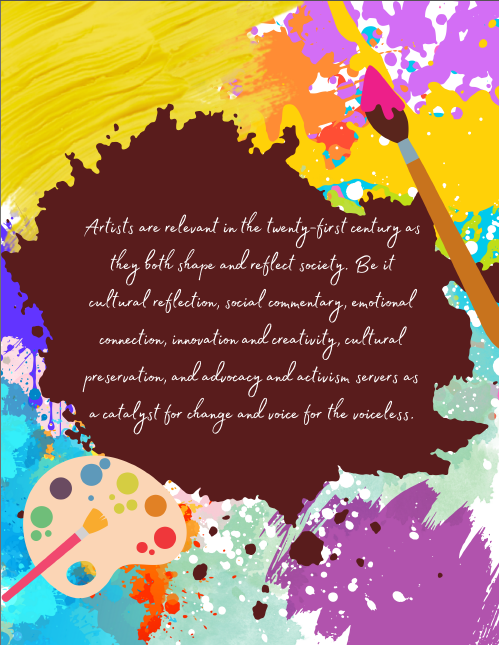 Artists are relevant in the twenty-first century as
they both shape and reflect society. Be it
cultural reflection, social commentary, emotional
connection, innovation and creativity, cultural
preservation, and advocacy and activism servers as
a catalyst for change and voice for the voiceless.